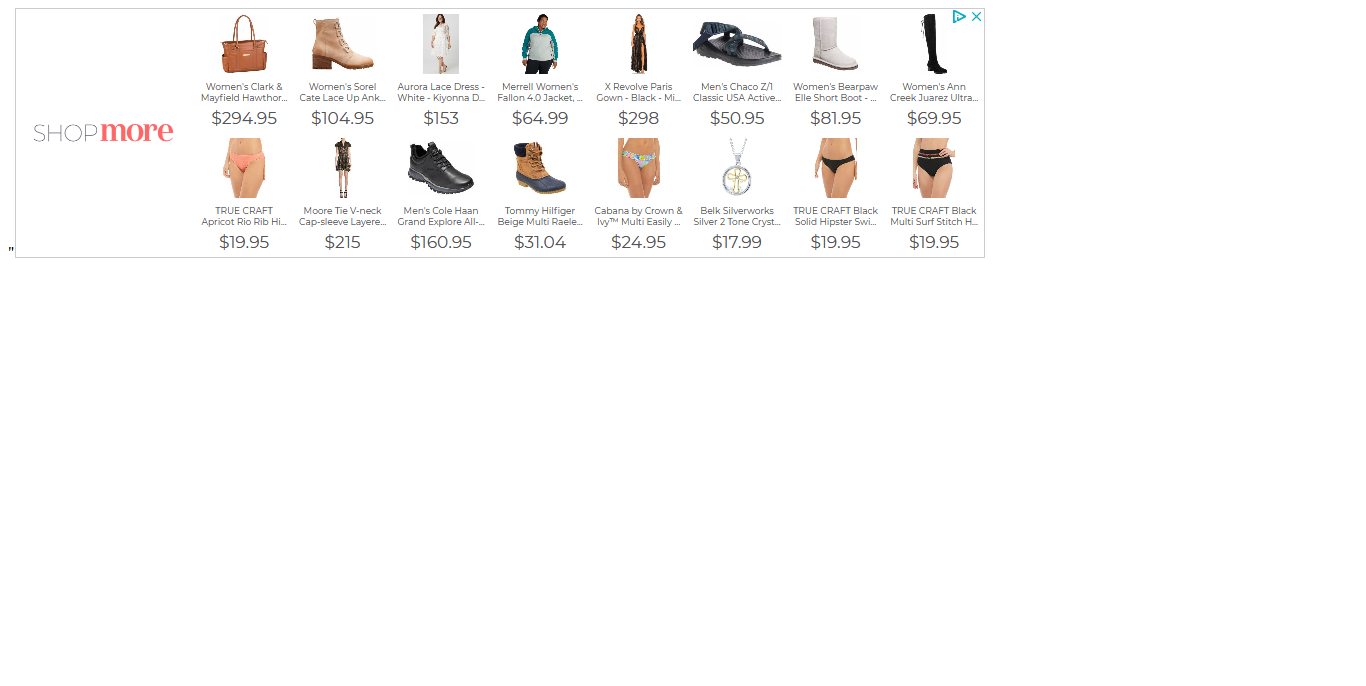 SHOP more
Women's Clark &
Mayfield Hawthor...
$294.95
Women's Sorel
Cate Lace Up Ank...
$104.95
Aurora Lace Dress -
White - Kiyonna D...
$153
Merrell Women's
Fallon 4.0 Jacket, ...
$64.99
X Revolve Paris
Gown - Black - Mi...
$298
Men's Chaco Z/1
Classic USA Active...
$50.95
Women's Bearpaw
Elle Short Boot - ...
$81.95
Women's Ann
Creek Juarez Ultra...
$69.95
TRUE CRAFT
Apricot Rio Rib Hi...
$19.95
Moore Tie V-neck
Cap-sleeve Layere...
$215
Men's Cole Haan
Grand Explore All-...
$160.95
Tommy Hilfiger
Beige Multi Raele...
$31.04
Cabana by Crown &
Ivy™ Multi Easily ...
$24.95
Belk Silverworks
Silver 2 Tone Cryst...
$17.99
TRUE CRAFT Black
Solid Hipster Swi...
$19.95
TRUE CRAFT Black
Multi Surf Stitch H...
$19.95
"